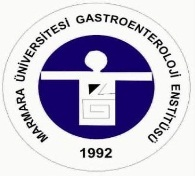 MARMARA ÜNİVERSİTESİ GASTROENTEROLOJİ ENSTİTÜSÜ
1992